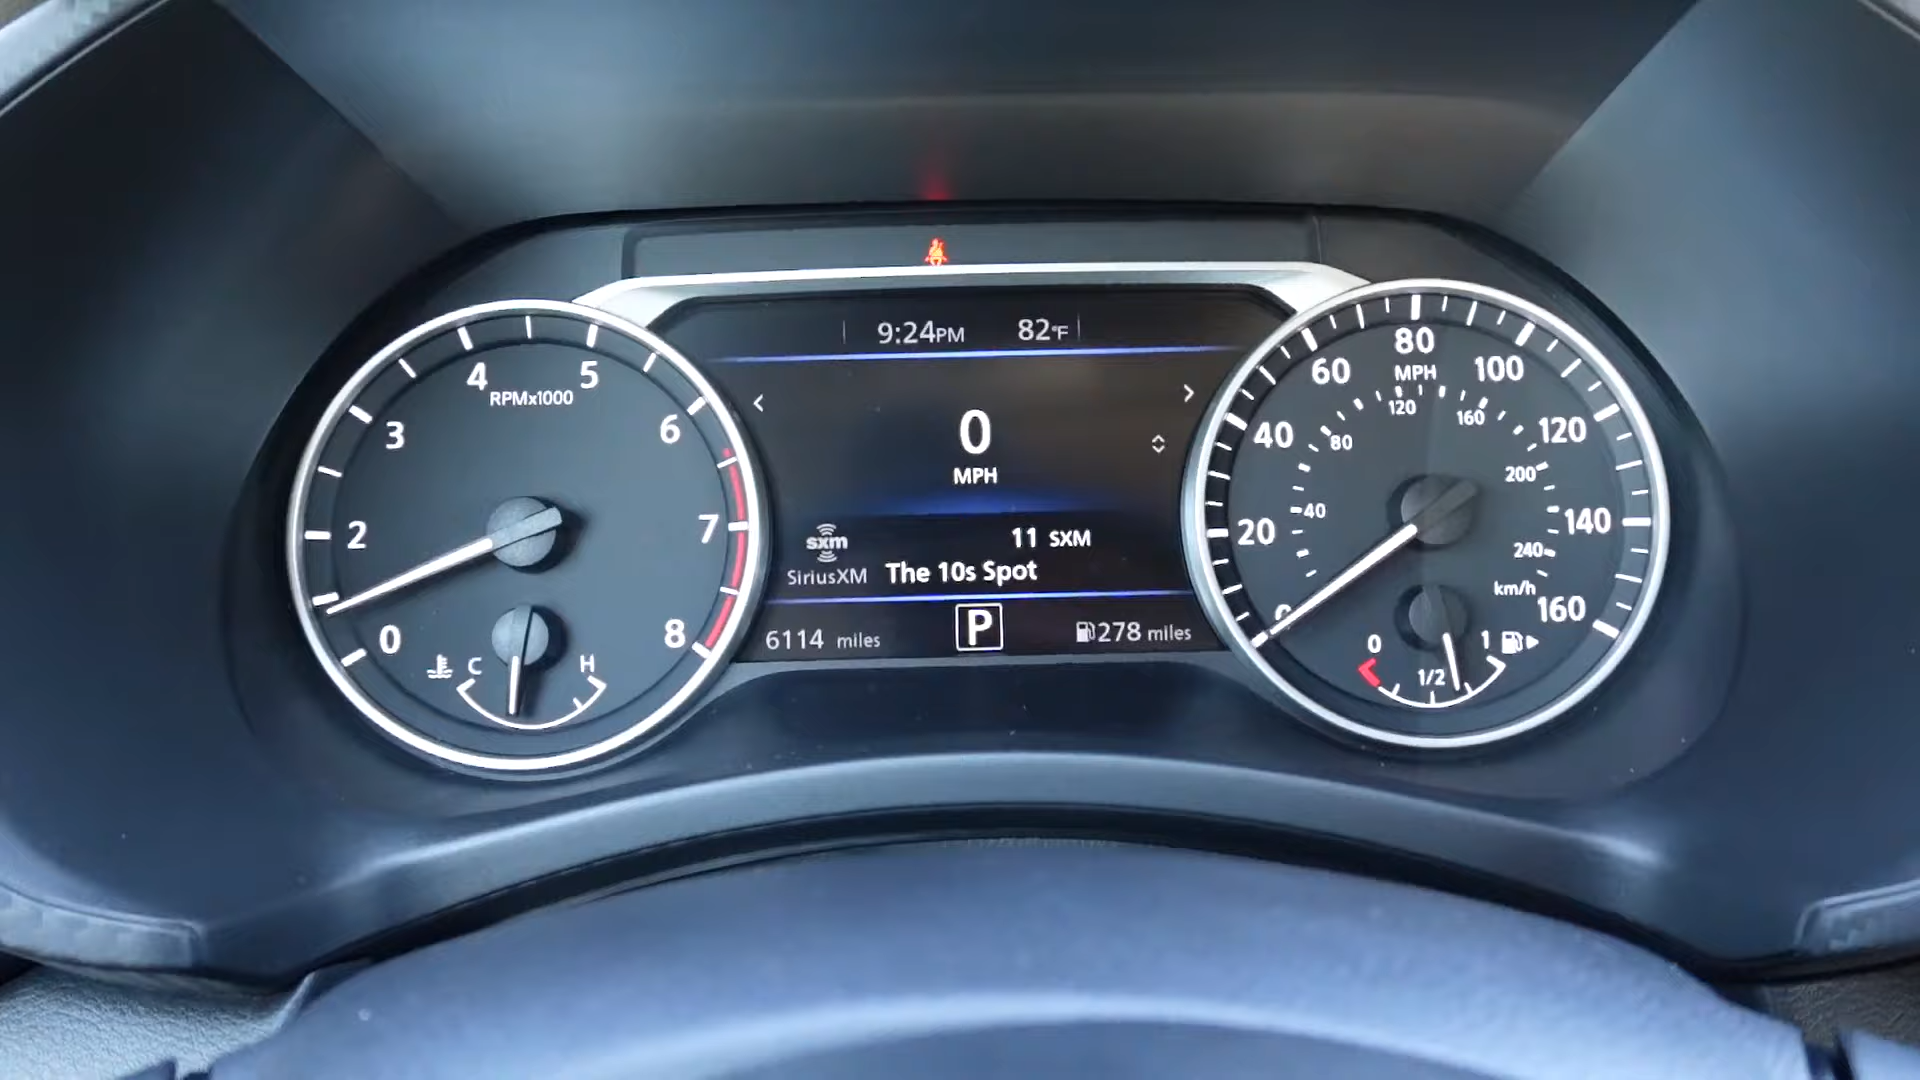 9:24PM 82°F
0
MPH
sxm
SiriusXM
11 SXM
The 10s Spot
6114 miles
P
278 miles
0
2
3
4
5
6
7
8
RPMx1000
C
H
0
20
40
60
80
100
120
140
160
MPH
40
80
120
160
200
240
km/h
0
1/2
1